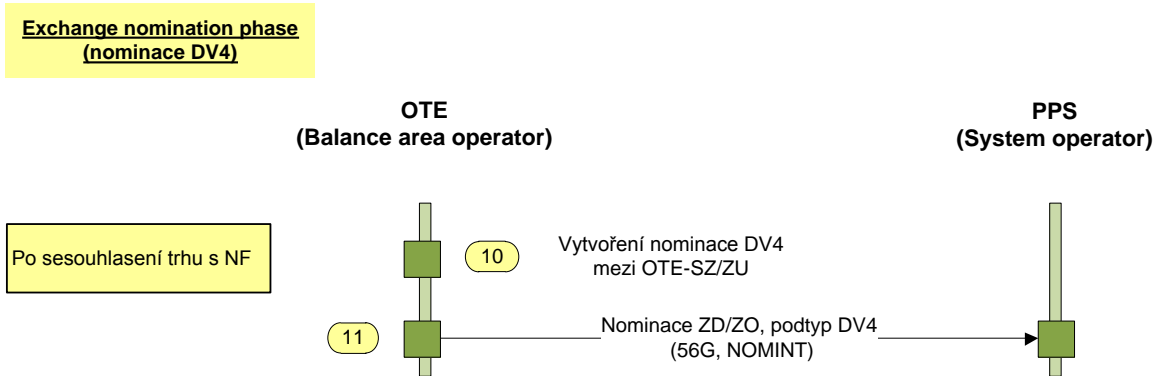 Exchange nomination phase
(nominace DV4)
OTE
(Balance area operator)
PPS
(System operator)
Po sesouhlasení trhu s NF
10
Vytvoření nominace DV4
mezi OTE-SZ/ZU
11
Nominace ZD/ZO, podtyp DV4
(56G, NOMINT)